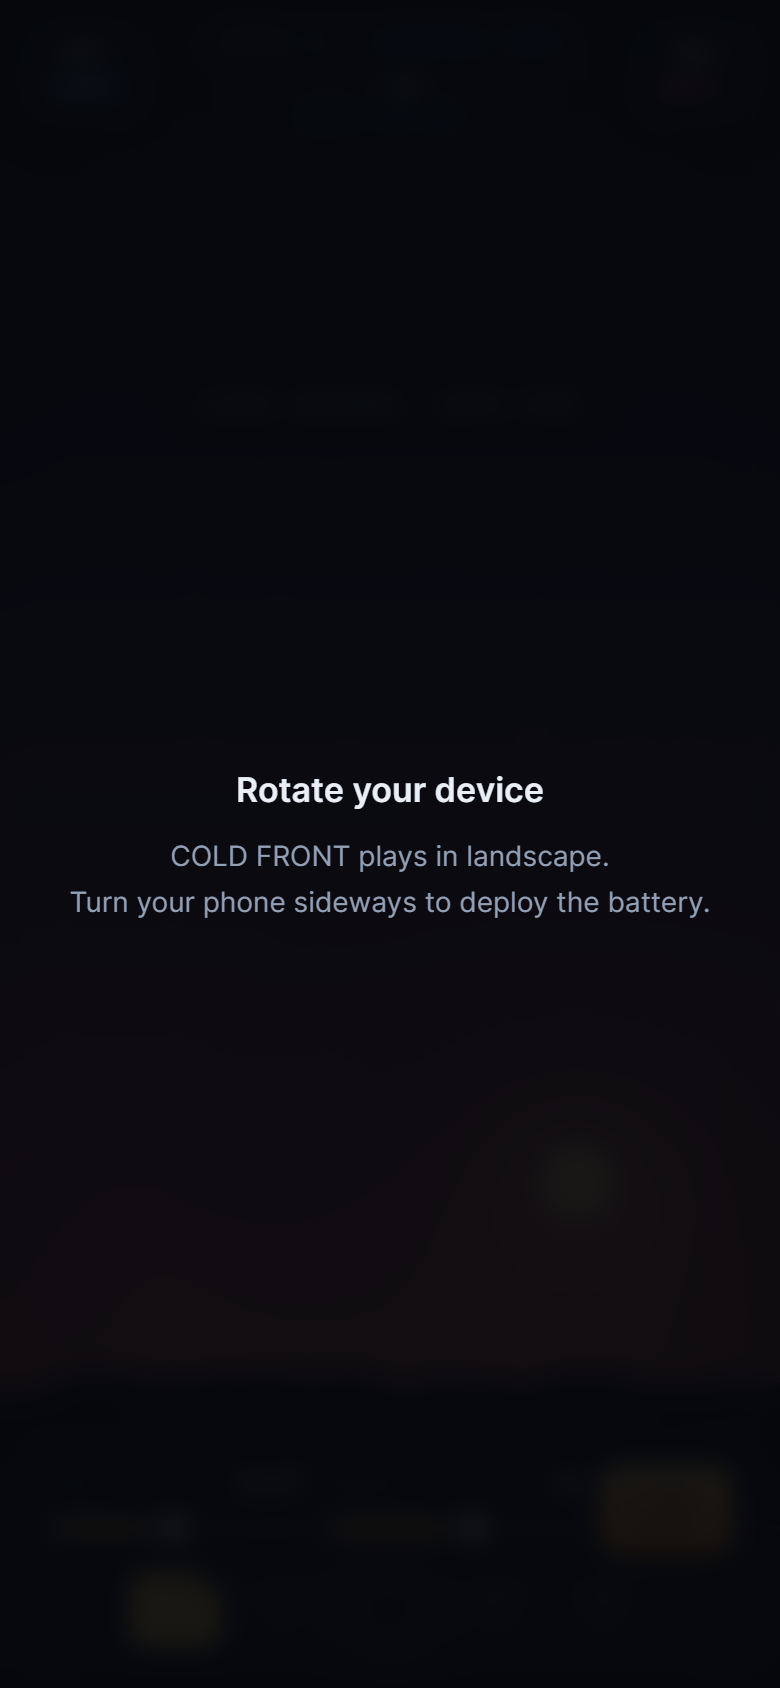 Rotate your device
COLD FRONT plays in landscape.
Turn your phone sideways to deploy the battery.